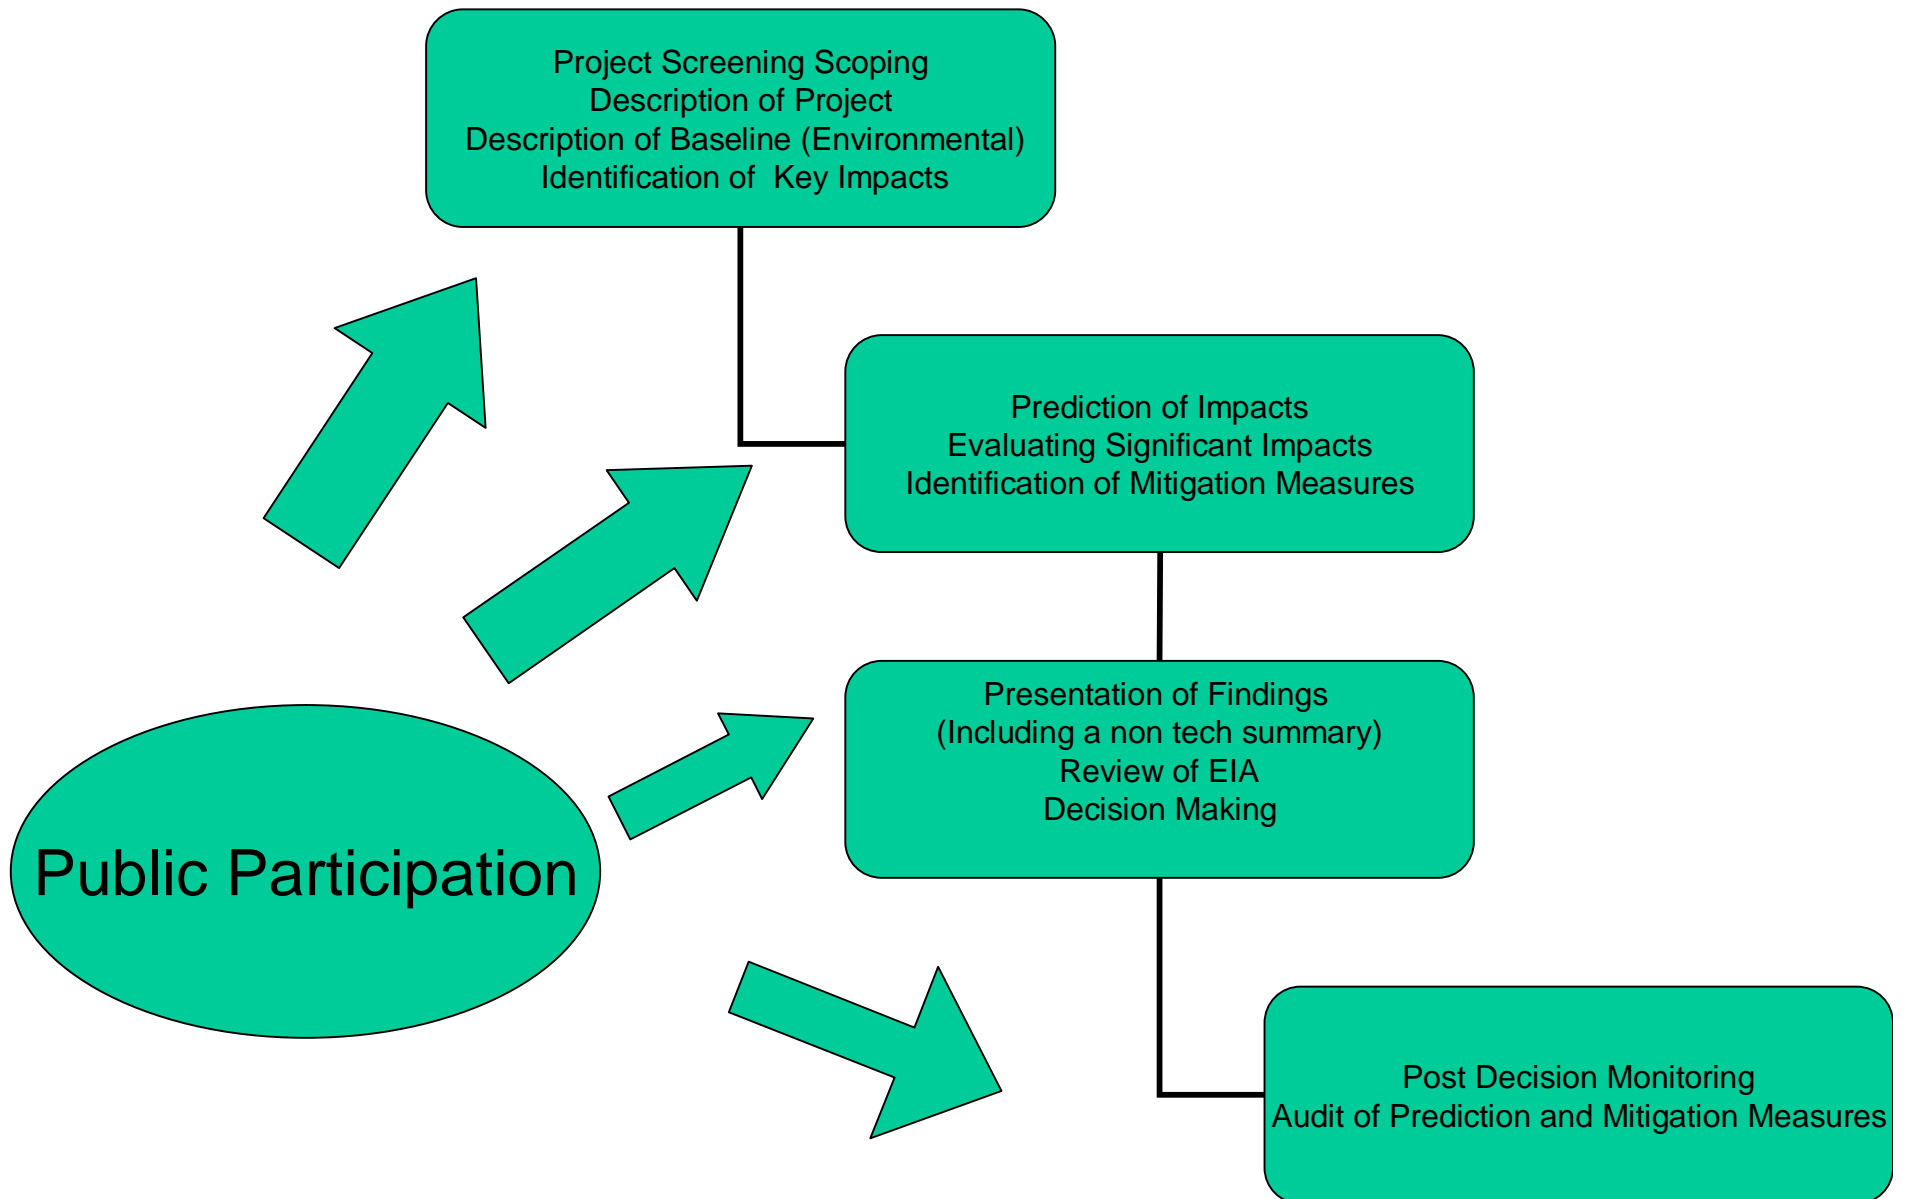 Project Screening Scoping
Description of Project
Description of Baseline (Environmental)
Identification of Key Impacts
Prediction of Impacts
Evaluating Significant Impacts
Identification of Mitigation Measures
Presentation of Findings
(Including a non tech summary)
Review of EIA
Decision Making
Public Participation
Post Decision Monitoring
Audit of Prediction and Mitigation Measures